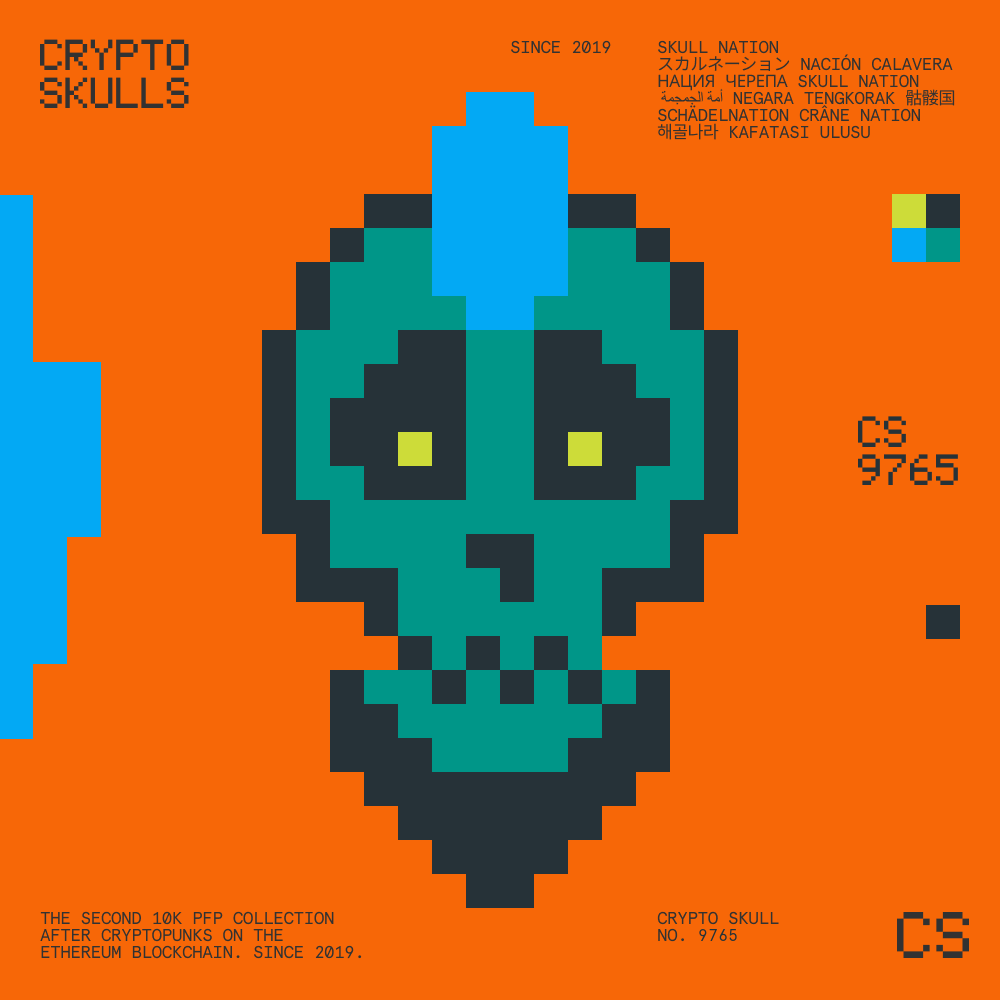 CRYPTO
SKULLS
SINCE 2019
SKULL NATION
スカルネーション NACIÓN CALAVERA
НАЦИЯ ЧЕРЕПА SKULL NATION
أمة الجمجمة NEGARA TENGKORAK 骷髅国
SCHÄDELNATION CRÂNE NATION
해골나라 KAFATASI ULUSU
CS
9765
THE SECOND 10K PFP COLLECTION
AFTER CRYPTOPUNKS ON THE
ETHEREUM BLOCKCHAIN. SINCE 2019.
CRYPTO SKULL
NO. 9765
CS